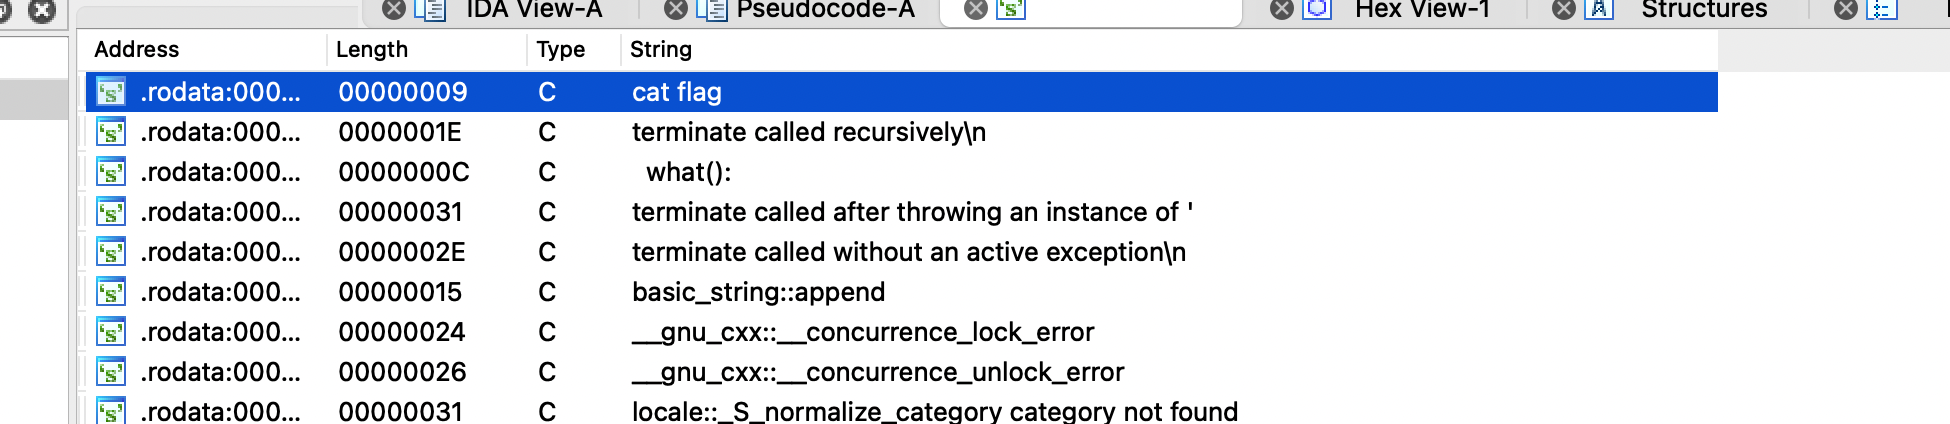 IDA View-A Pseudocode-A Hex View-1 Structures
Address Length Type String
.rodata:000... 00000009 C cat flag
.rodata:000... 0000001E C terminate called recursively\n
.rodata:000... 0000000C C what():
.rodata:000... 00000031 C terminate called after throwing an instance of '
.rodata:000... 0000002E C terminate called without an active exception\n
.rodata:000... 00000015 C basic_string::append
.rodata:000... 00000024 C __gnu_cxx::__concurrence_lock_error
.rodata:000... 00000026 C __gnu_cxx::__concurrence_unlock_error
.rodata:000... 00000031 C locale::_S_normalize_category category not found